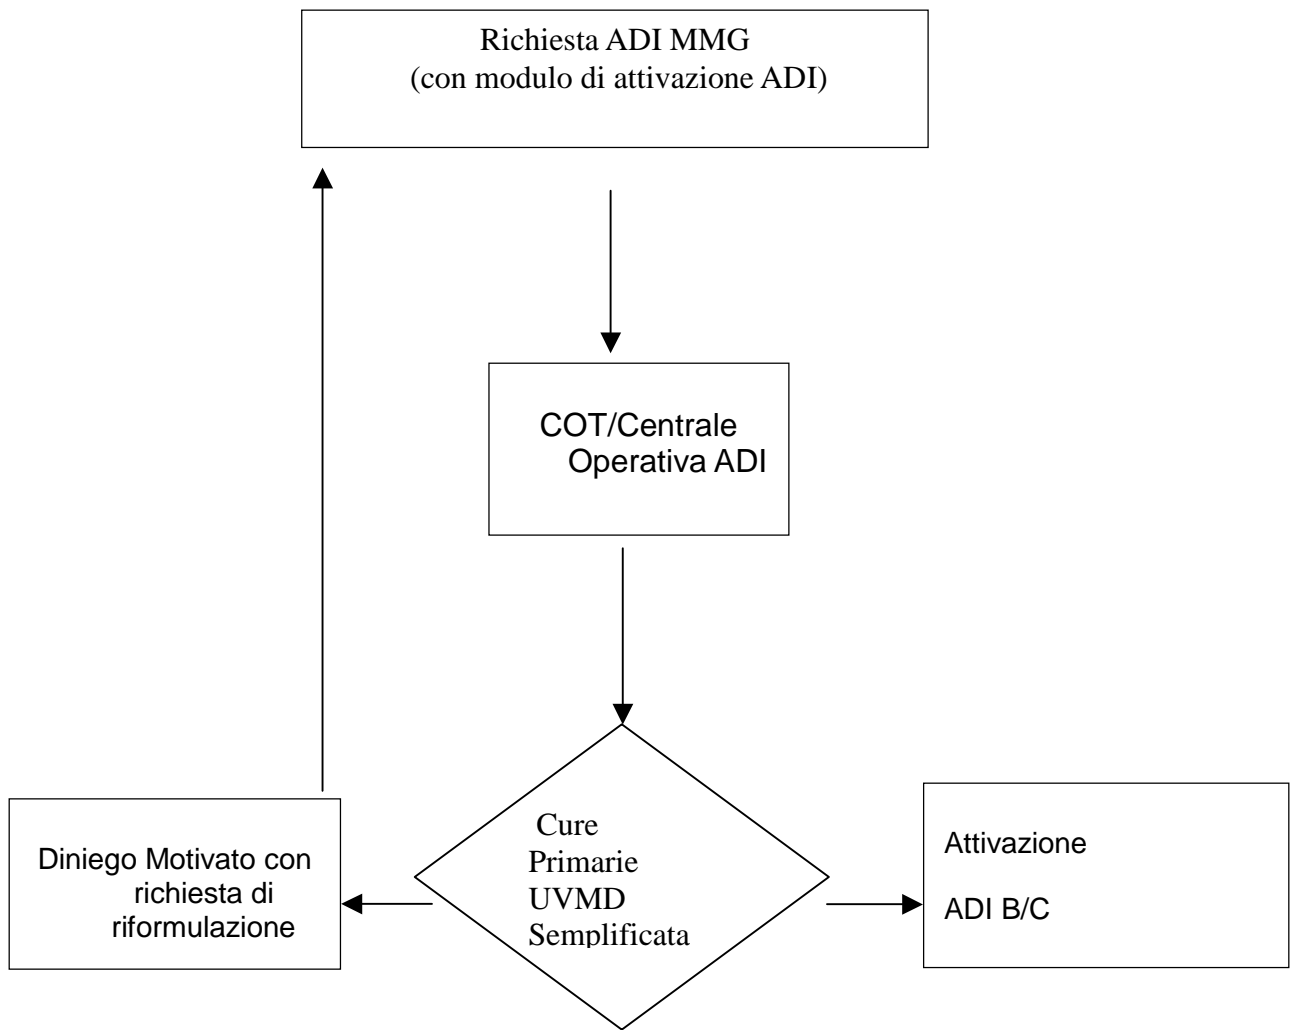 Richiesta ADI MMG
(con modulo di attivazione ADI)
COT/Centrale
Operativa ADI
Cure
Primarie
UVMD
Semplificata
Diniego Motivato con
richiesta di
riformulazione
Attivazione
ADI B/C